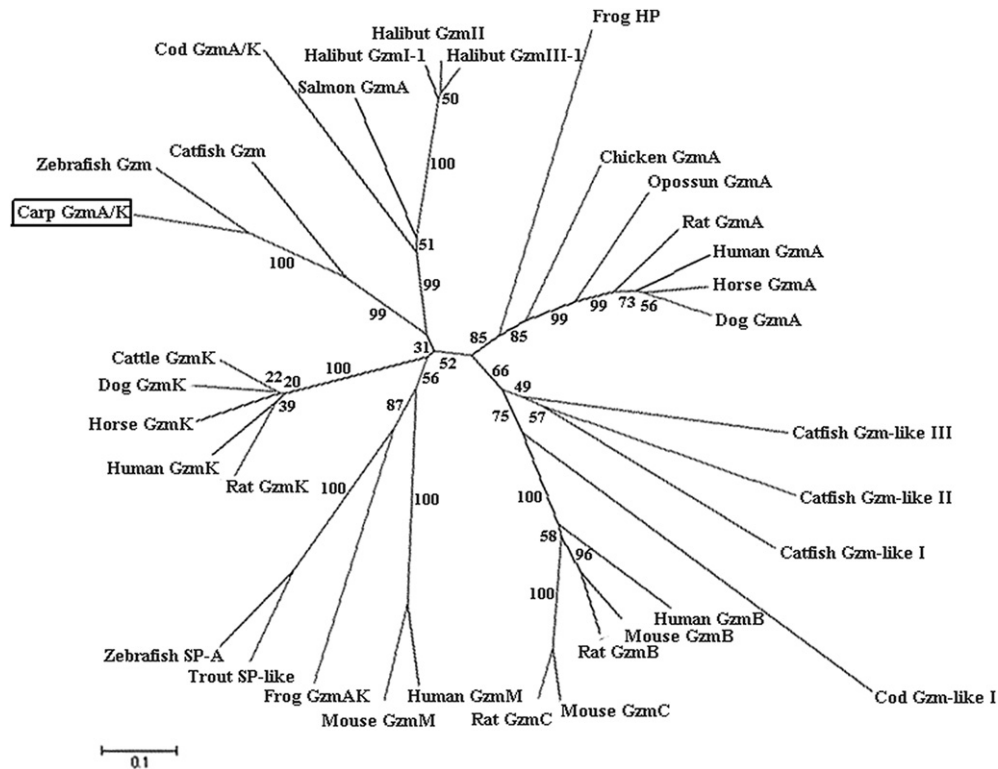 Frog HP
Halibut GzmII
Cod GzmA/K
Halibut GzmI-1
Halibut GzmIII-1
Salmon GzmA
50
Catfish Gzm
Zebrafish Gzm
100
Chicken GzmA
Opossun GzmA
Carp GzmA/K
Rat GzmA
51
Human GzmA
100
99
Horse GzmA
99
99
99
73
56
Dog GzmA
85
85
31
52
Cattle GzmK
100
66
56
Dog GzmK
22
20
49
39
87
75
57
Horse GzmK
Catfish Gzm-like III
Human GzmK
Rat GzmK
100
100
100
Catfish Gzm-like II
58
96
Catfish Gzm-like I
100
Human GzmB
Mouse GzmB
Rat GzmB
Zebrafish SP-A
Trout SP-like
Frog GzmAK
Human GzmM
Mouse GzmM
Rat GzmC
Mouse GzmC
Cod Gzm-like I
0.1